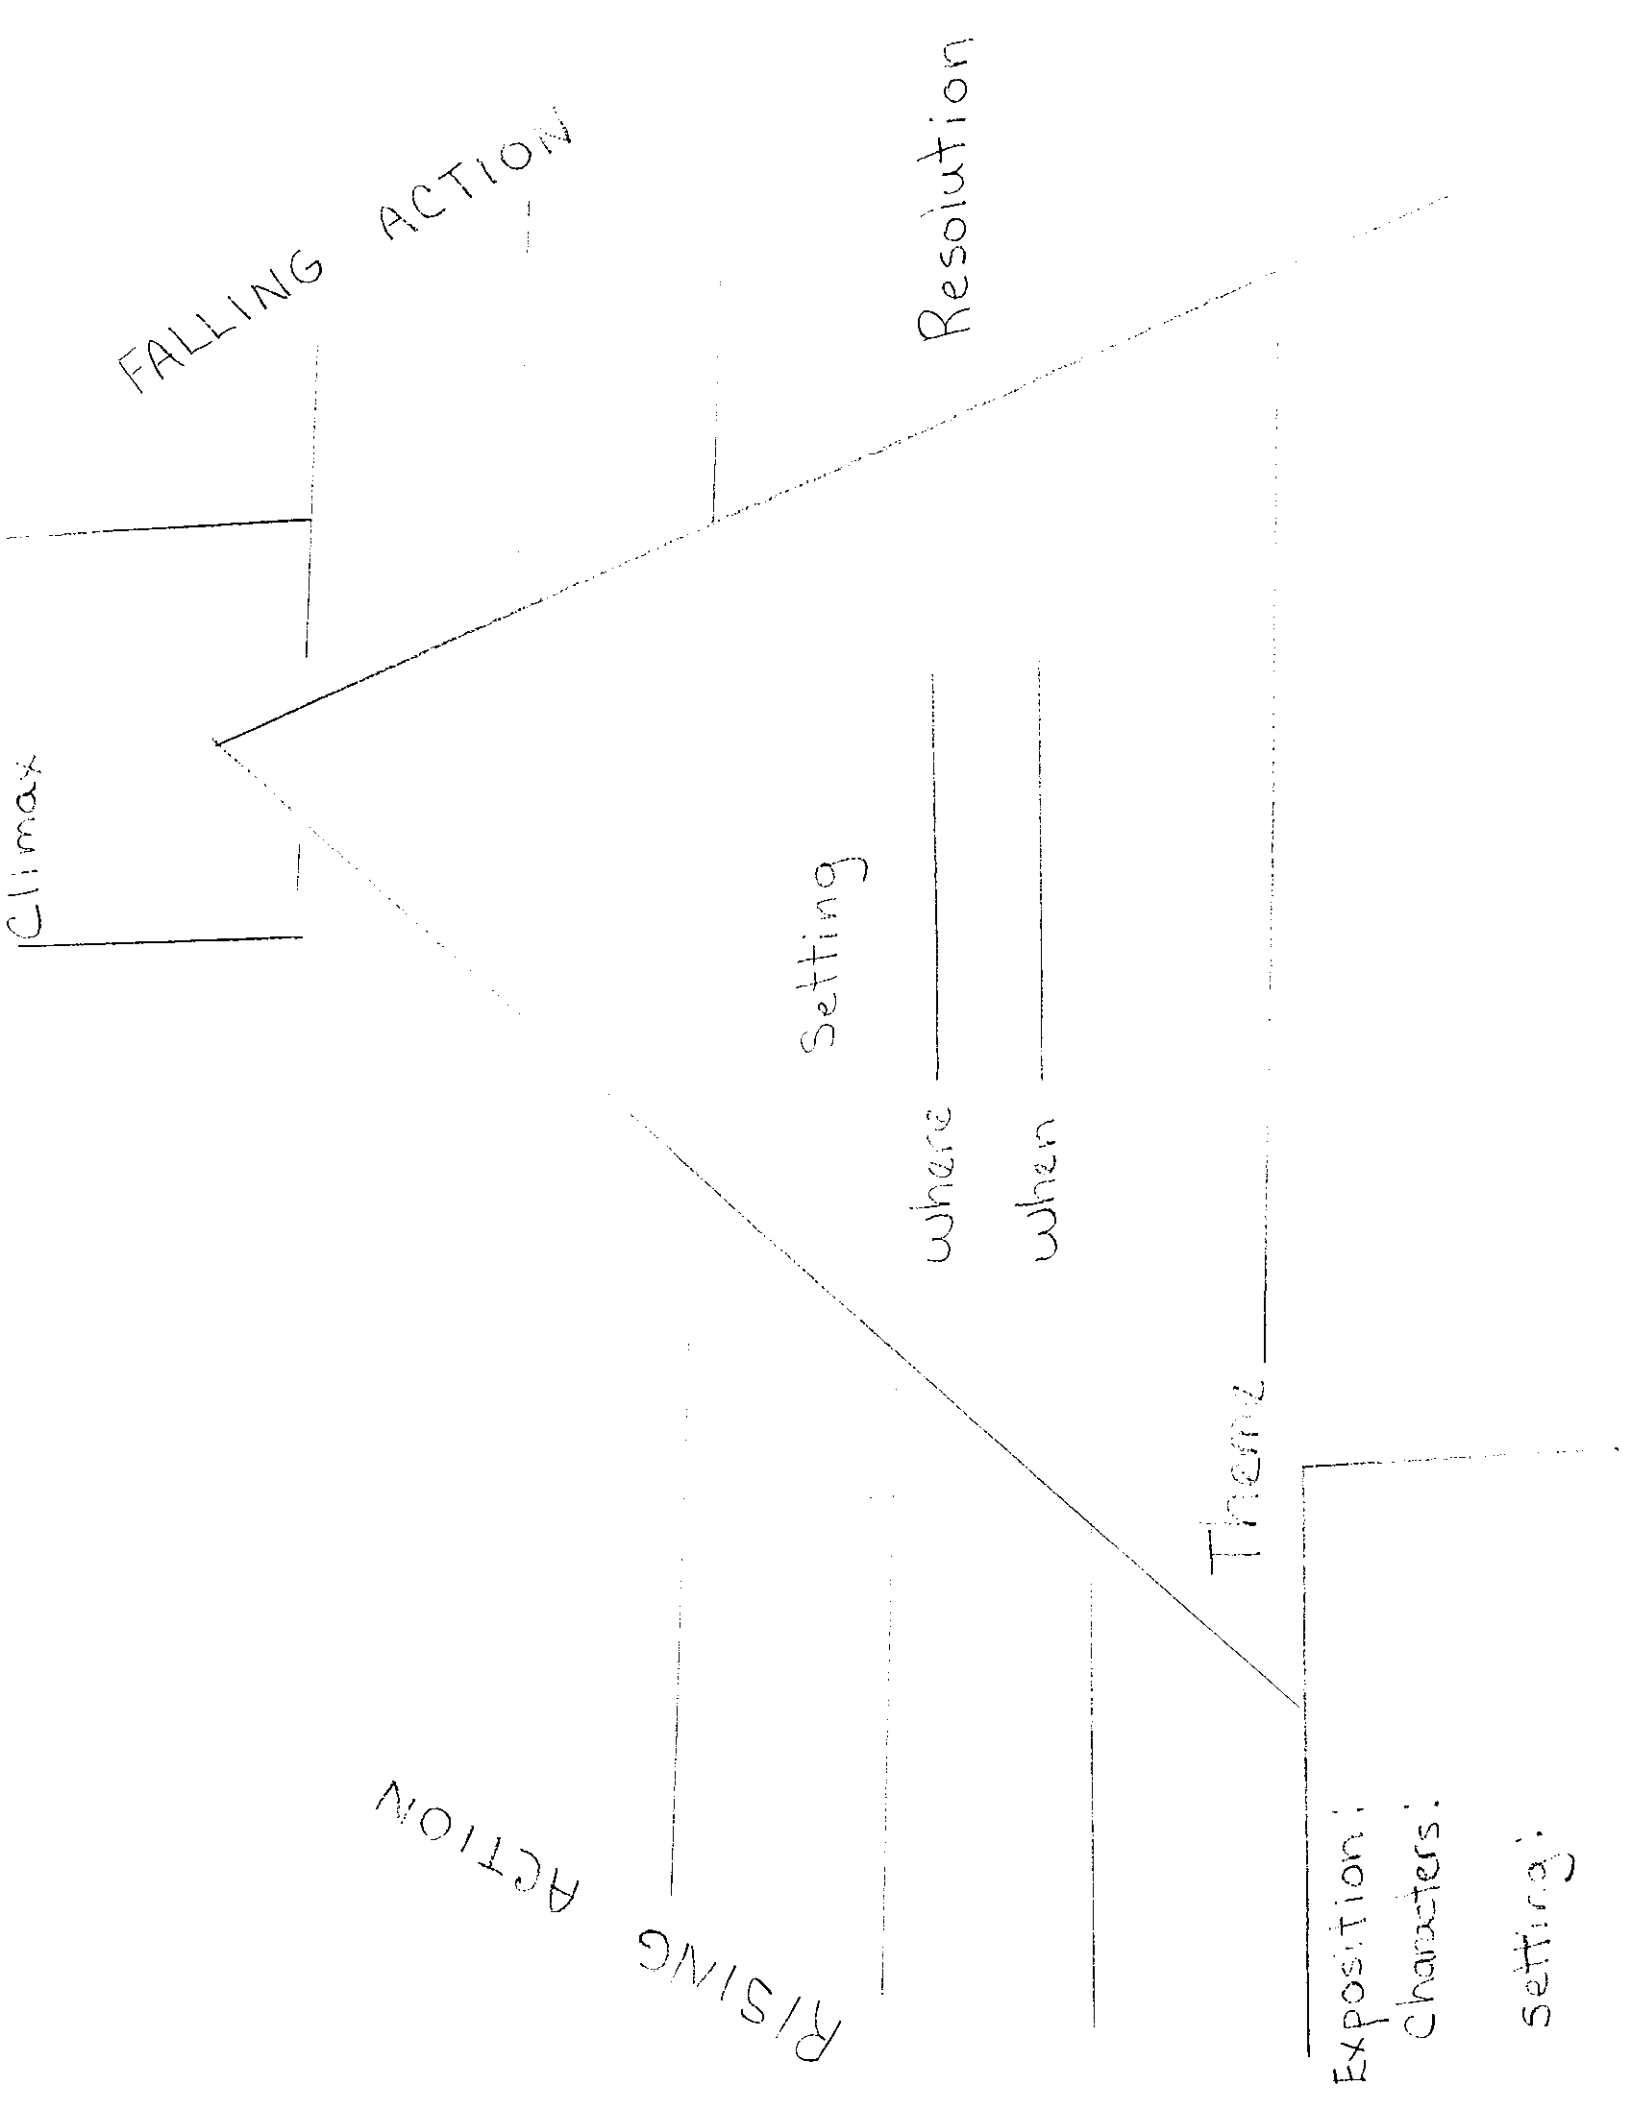 Climax
FALLING ACTION
RISING ACTION
Setting
where
when
Resolution
Theme
Exposition:
Characters:
Setting: